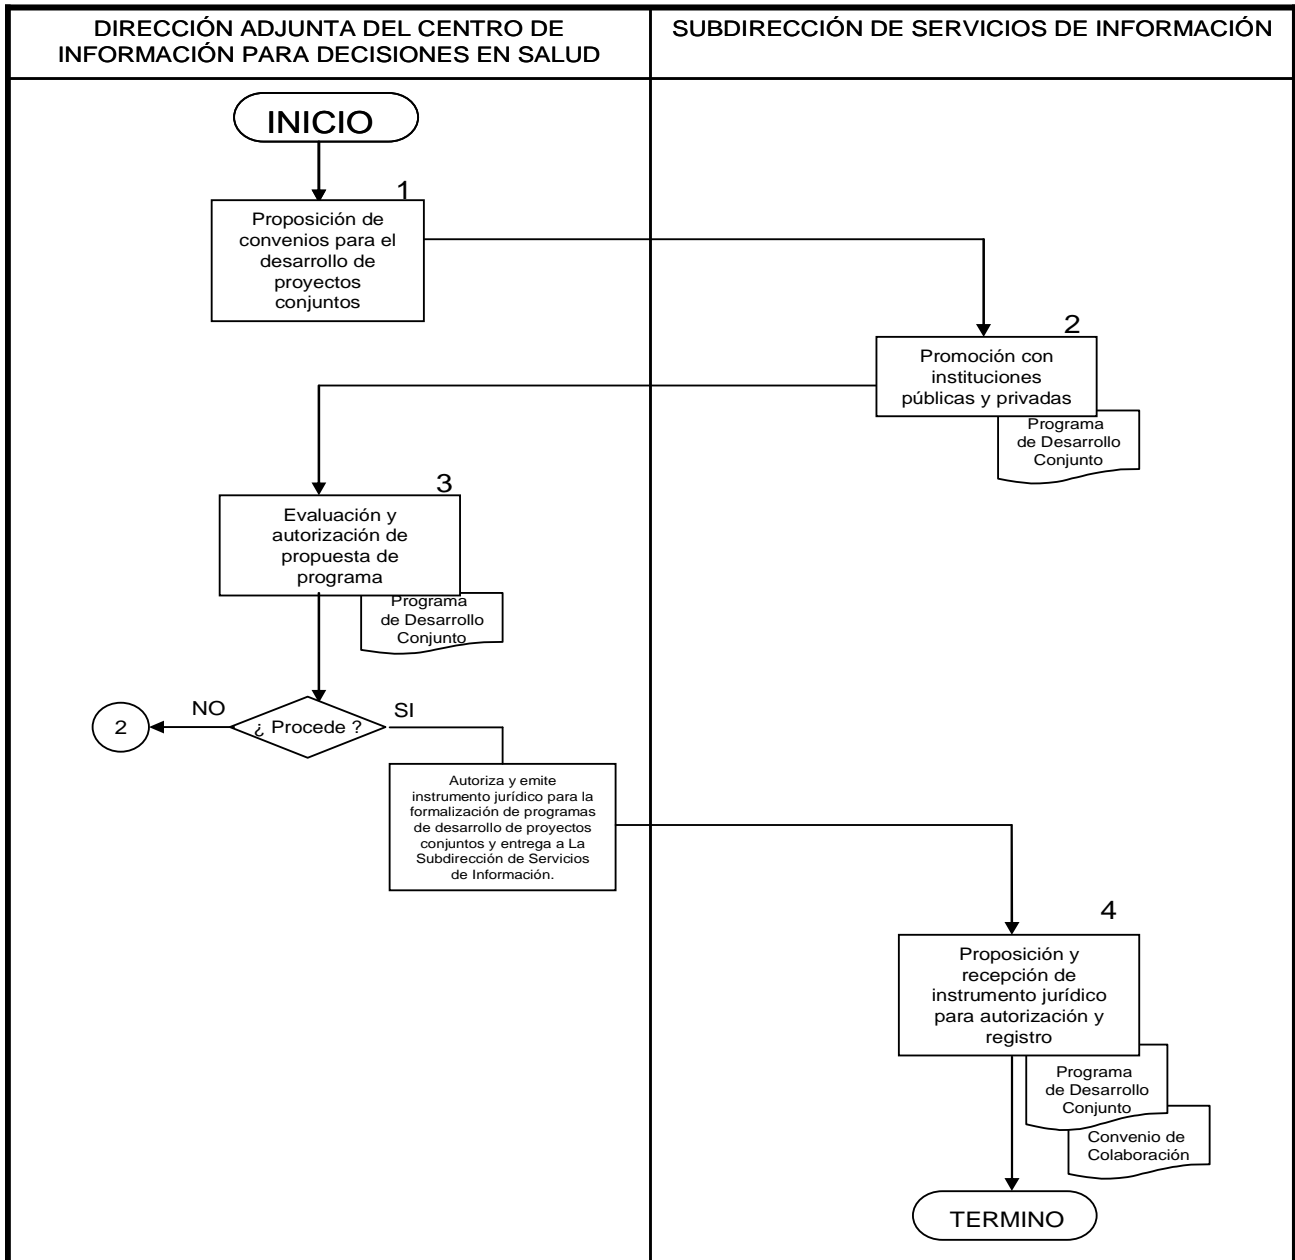 DIRECCIÓN ADJUNTA DEL CENTRO DE
INFORMACIÓN PARA DECISIONES EN SALUD
SUBDIRECCIÓN DE SERVICIOS DE INFORMACIÓN
INICIO
1
Proposición de
convenios para el
desarrollo de
proyectos
conjuntos
2
Promoción con
instituciones
públicas y privadas
Programa
de Desarrollo
Conjunto
3
Evaluación y
autorización de
propuesta de
programa
Programa
de Desarrollo
Conjunto
¿ Procede ?
NO
2
SI
Autoriza y emite
instrumento jurídico para la
formalización de programas
de desarrollo de proyectos
conjuntos y entrega a La
Subdirección de Servicios
de Información.
4
Proposición y
recepción de
instrumento jurídico
para autorización y
registro
Programa
de Desarrollo
Conjunto
Convenio de
Colaboración
TERMINO